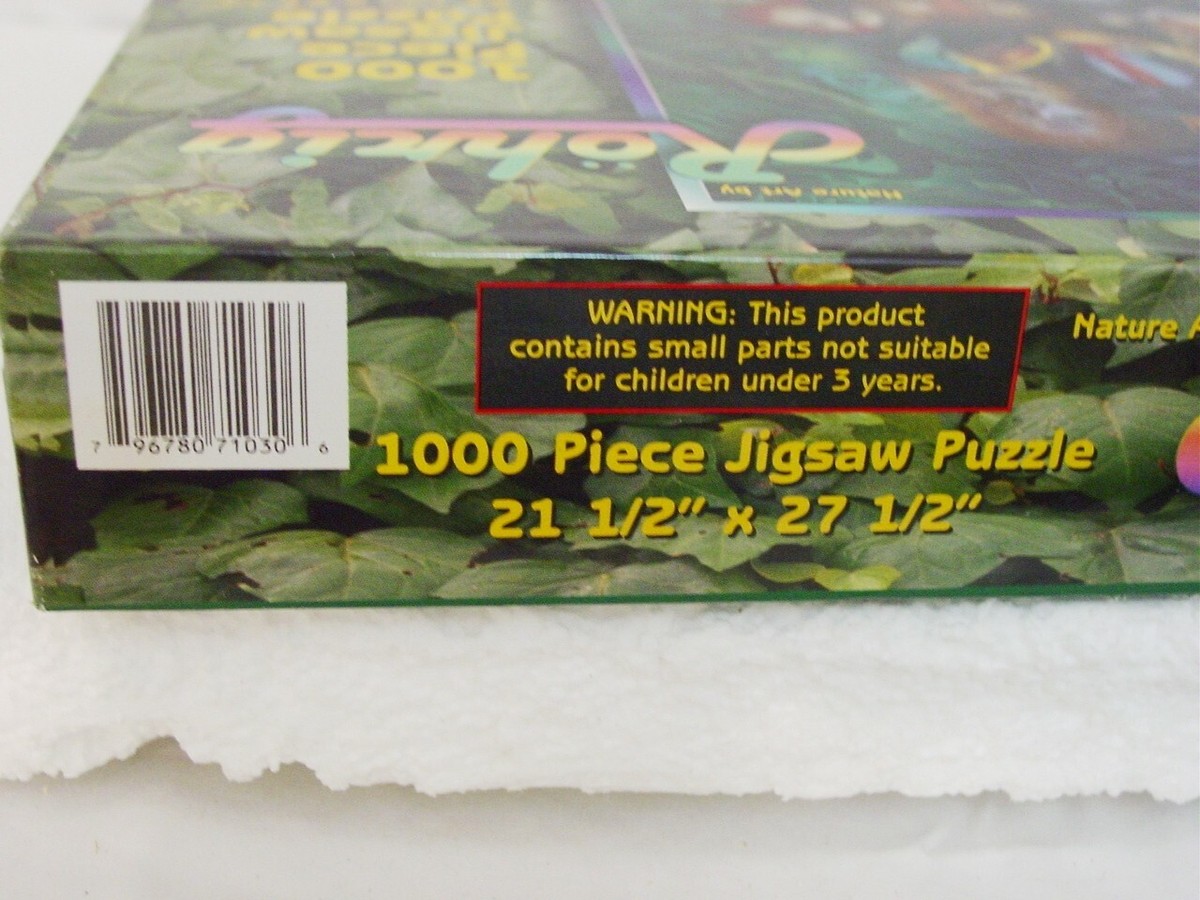 1000
piece
jigsaw
puzzle
Röhrig
Nature Art by
WARNING: This product
contains small parts not suitable
for children under 3 years.
Nature A
7 96780 71030 6
1000 Piece Jigsaw Puzzle
21 1/2" x 27 1/2"